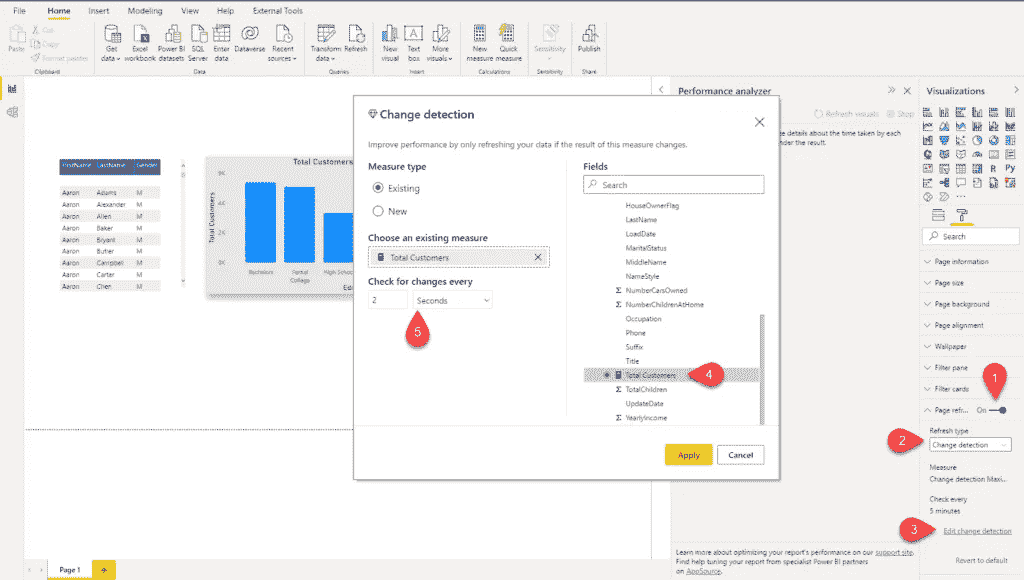 File Home Insert Modeling View Help External Tools
Paste
Cut
Copy
Format painter
Clipboard
Get data
Excel workbook
Power BI datasets
SQL Server
Enter data
Dataverse
Recent sources
Data
Transform data
Refresh
Queries
New visual
Text box
More visuals
Insert
New measure
Quick measure
Calculations
Sensitivity
Sensitivity
Publish
Share
FirstName LastName Gender
Aaron Adams M
Aaron Alexander M
Aaron Allen M
Aaron Baker M
Aaron Bryant M
Aaron Butler M
Aaron Campbell M
Aaron Carter M
Aaron Chen M
Total Customers
Total Customers
6K
4K
2K
0K
Bachelors
Partial College
High School
Change detection
Improve performance by only refreshing your data if the result of this measure changes.
Measure type
Existing
New
Choose an existing measure
Total Customers
Check for changes every
2 Seconds
5
Fields
Search
HouseOwnerFlag
LastName
LoadDate
MaritalStatus
MiddleName
NameStyle
NumberCarsOwned
NumberChildrenAtHome
Occupation
Phone
Suffix
Title
Total Customers
4
TotalChildren
UpdateDate
YearlyIncome
Apply Cancel
Performance analyzer
Refresh visuals Stop
details about the time taken by each
the result.
Learn more about optimizing your report's performance on our support site.
Find help tuning your report from specialist Power BI partners
on AppSource.
Visualizations
R Py
Search
Page information
Page size
Page background
Page alignment
Wallpaper
Filter pane
Filter cards
1
Page refr... On
Refresh type
2
Change detection
Measure
Change detection Maxi...
Check every
5 minutes
3
Edit change detection
Revert to default
Page 1